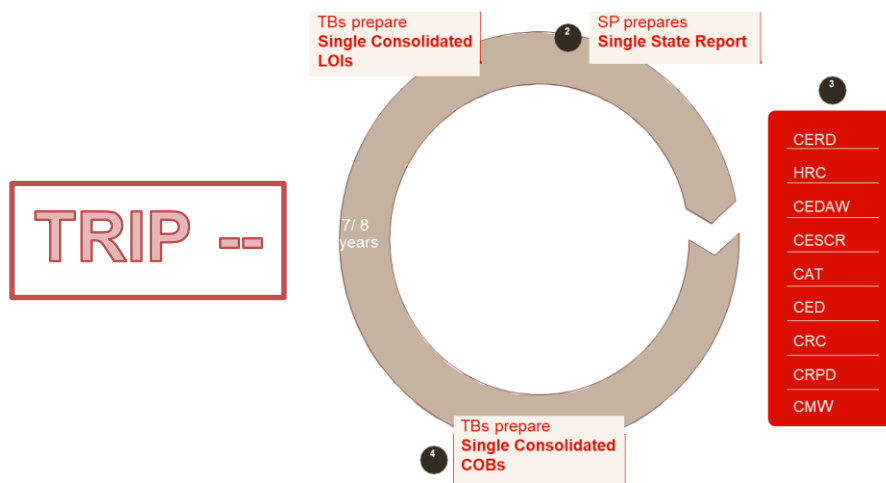 TBs prepare
Single Consolidated
LOIs
2
SP prepares
Single State Report
3
CERD
HRC
CEDAW
CESCR
CAT
CED
CRC
CRPD
CMW
TRIP --
7/ 8
years
TBs prepare
Single Consolidated
COBs
4